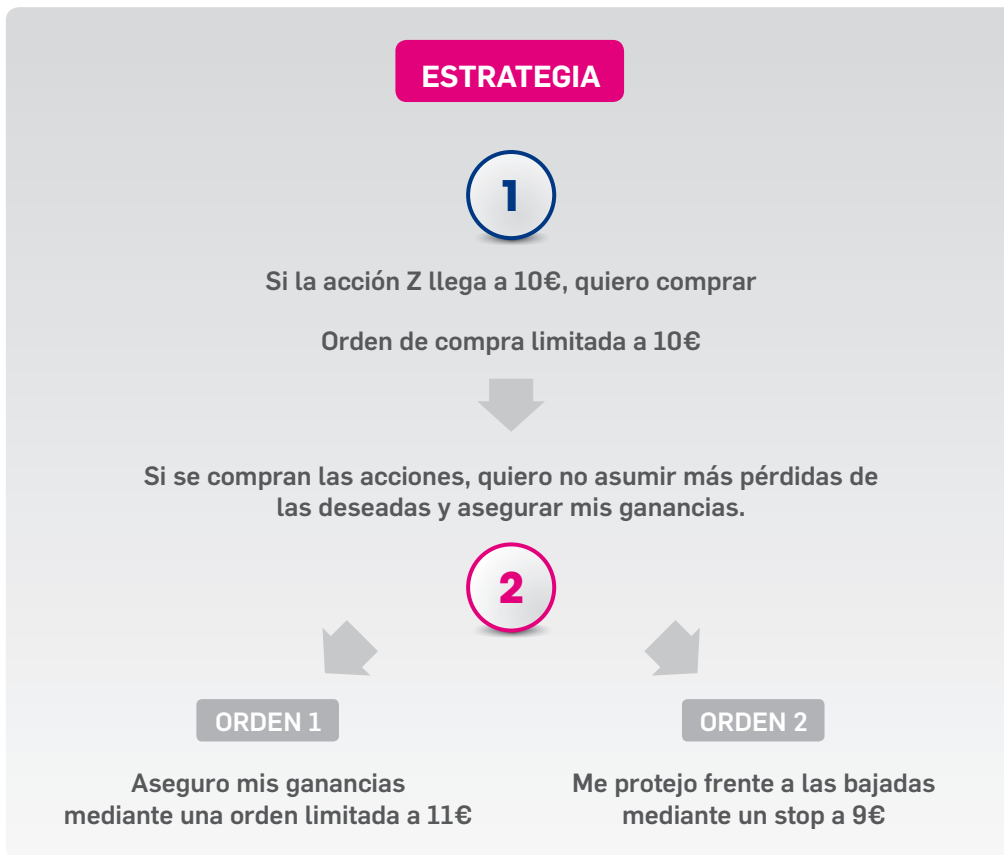 ESTRATEGIA
1
Si la acción Z llega a 10€, quiero comprar
Orden de compra limitada a 10€
Si se compran las acciones, quiero no asumir más pérdidas de
las deseadas y asegurar mis ganancias.
2
ORDEN 1
Aseguro mis ganancias
mediante una orden limitada a 11€
ORDEN 2
Me protejo frente a las bajadas
mediante un stop a 9€